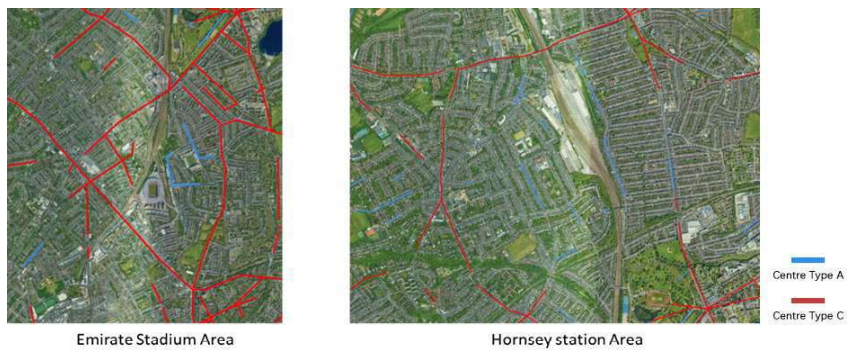 Emirate Stadium Area
Hornsey station Area
Centre Type A
Centre Type C